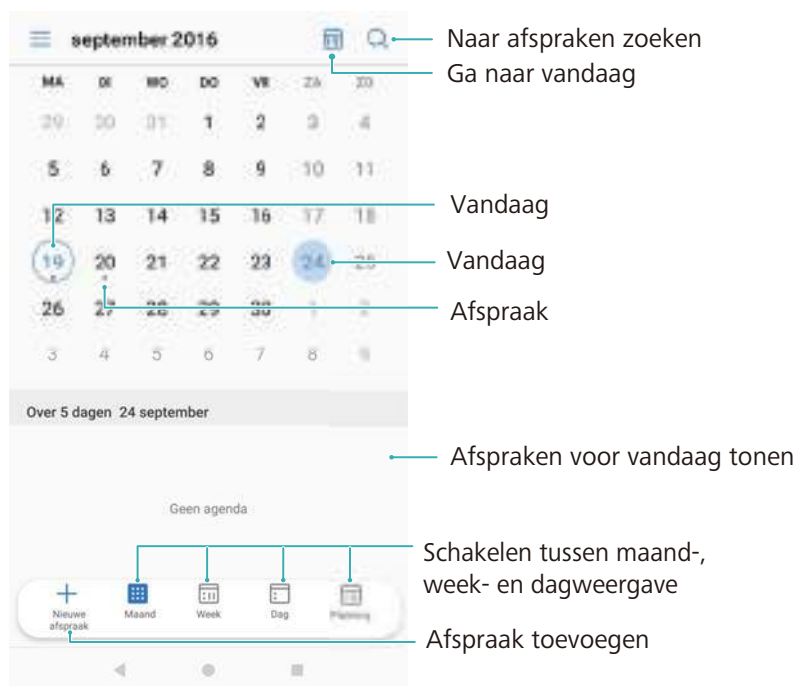 september 2016
Naar afspraken zoeken
Ga naar vandaag
MA DI WO DO VR ZA ZO
29 30 31 1 2 3 4
5 6 7 8 9 10 11
12 13 14 15 16 17 18
Vandaag
19 20 21 22 23 24 25
Vandaag
26 27 28 29 30 1 2
Afspraak
3 4 5 6 7 8 9
Over 5 dagen 24 september
Afspraken voor vandaag tonen
Geen agenda
Schakelen tussen maand-,
week- en dagweergave
Nieuwe
afspraak
Maand
Week
Dag
Planning
Afspraak toevoegen